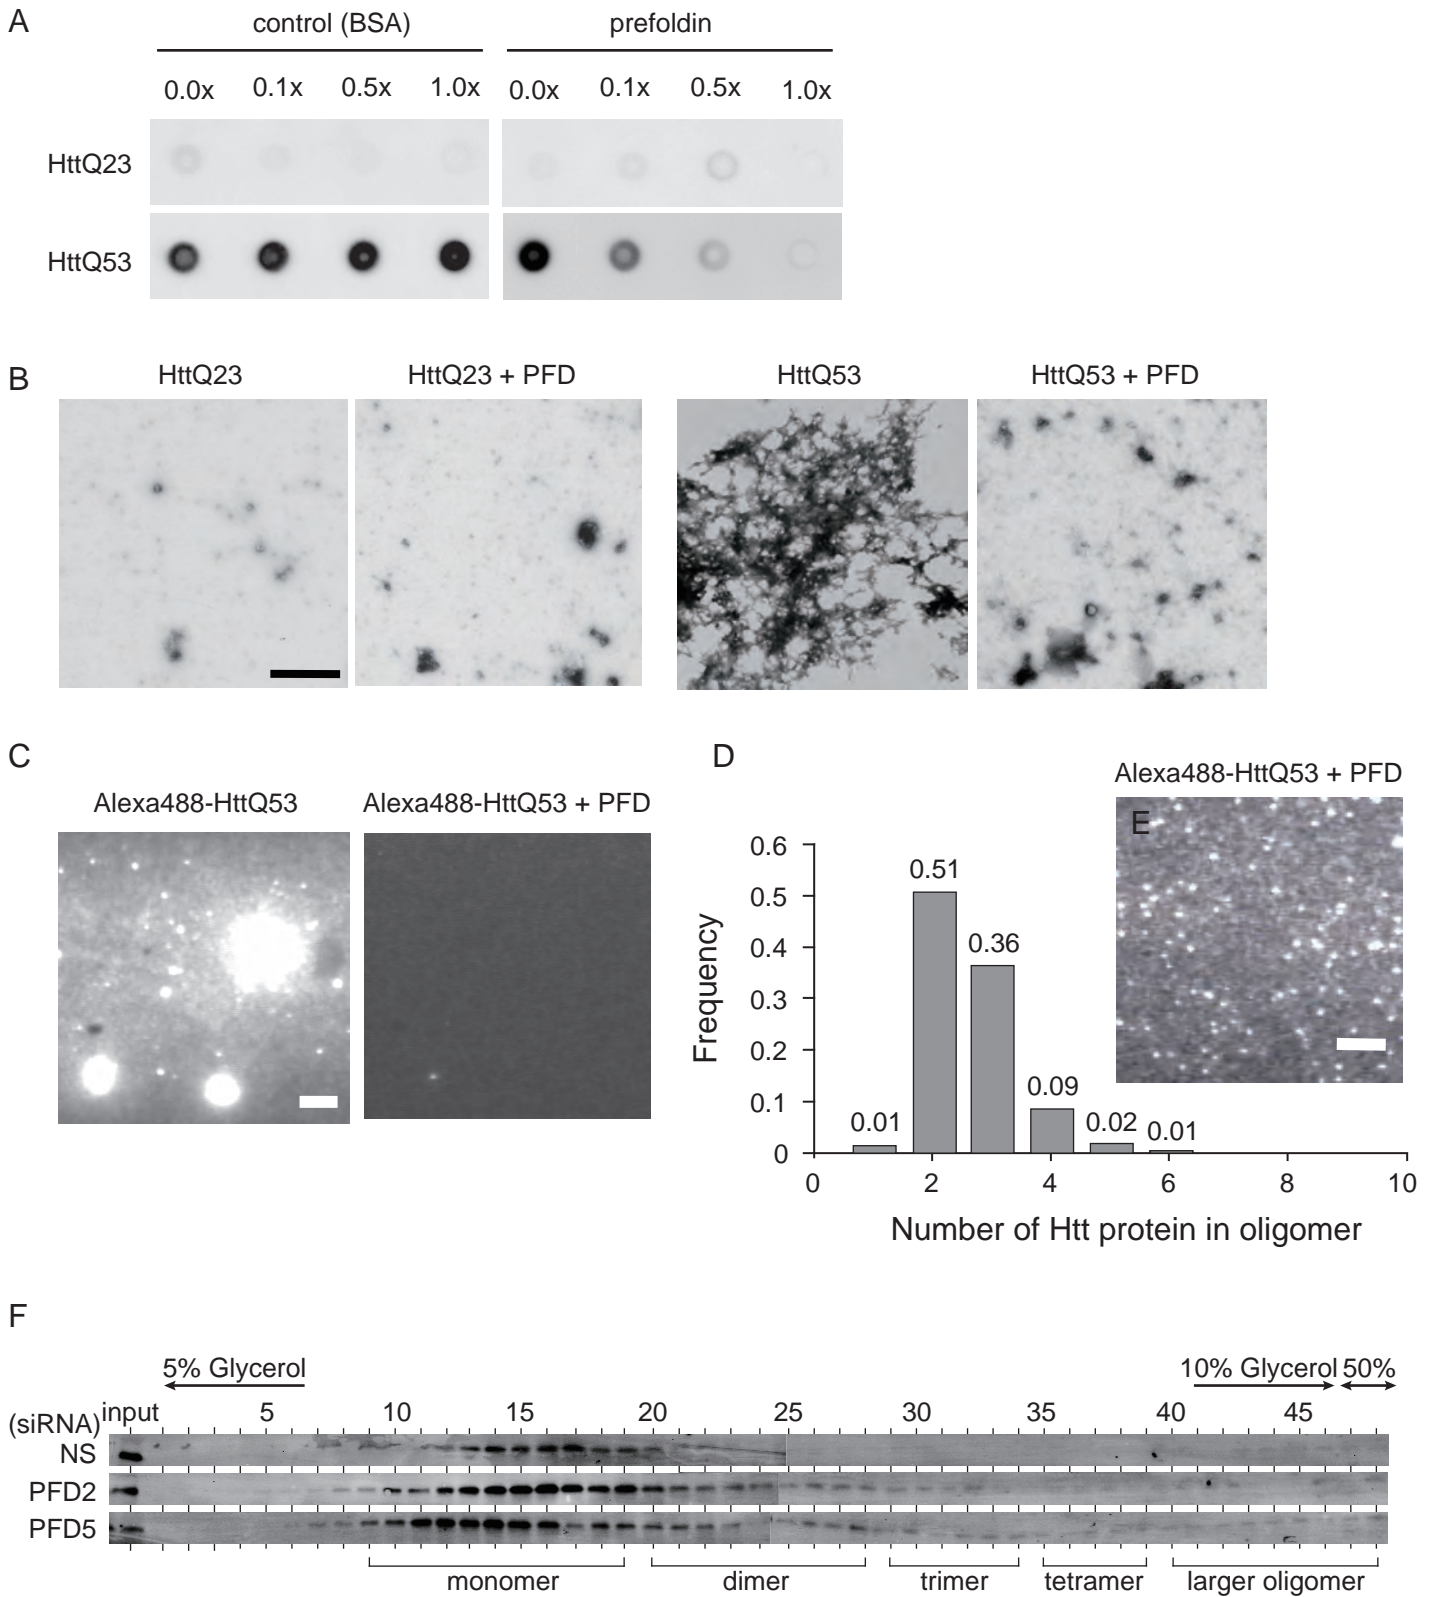 A
control (BSA) prefoldin
0.0x 0.1x 0.5x 1.0x 0.0x 0.1x 0.5x 1.0x
HttQ23
HttQ53
B
HttQ23 HttQ23 + PFD HttQ53 HttQ53 + PFD
C
Alexa488-HttQ53 Alexa488-HttQ53 + PFD
D
Frequency
0.6
0.5
0.4
0.3
0.2
0.1
0
0.01
0.51
0.36
0.09
0.02
0.01
0 2 4 6 8 10
Number of Htt protein in oligomer
Alexa488-HttQ53 + PFD
E
F
5% Glycerol 10% Glycerol 50%
(siRNA) input 5 10 15 20 25 30 35 40 45
NS
PFD2
PFD5
monomer dimer trimer tetramer larger oligomer